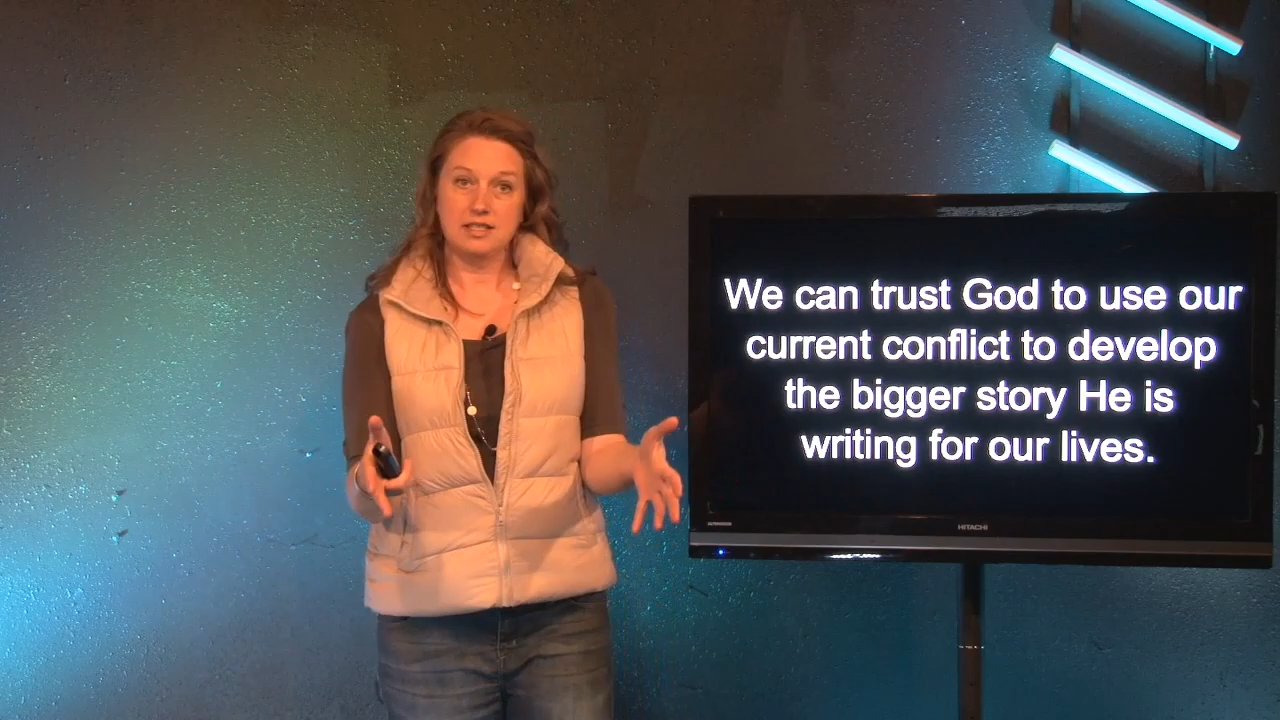 We can trust God to use our
current conflict to develop
the bigger story He is
writing for our lives.
HITACHI